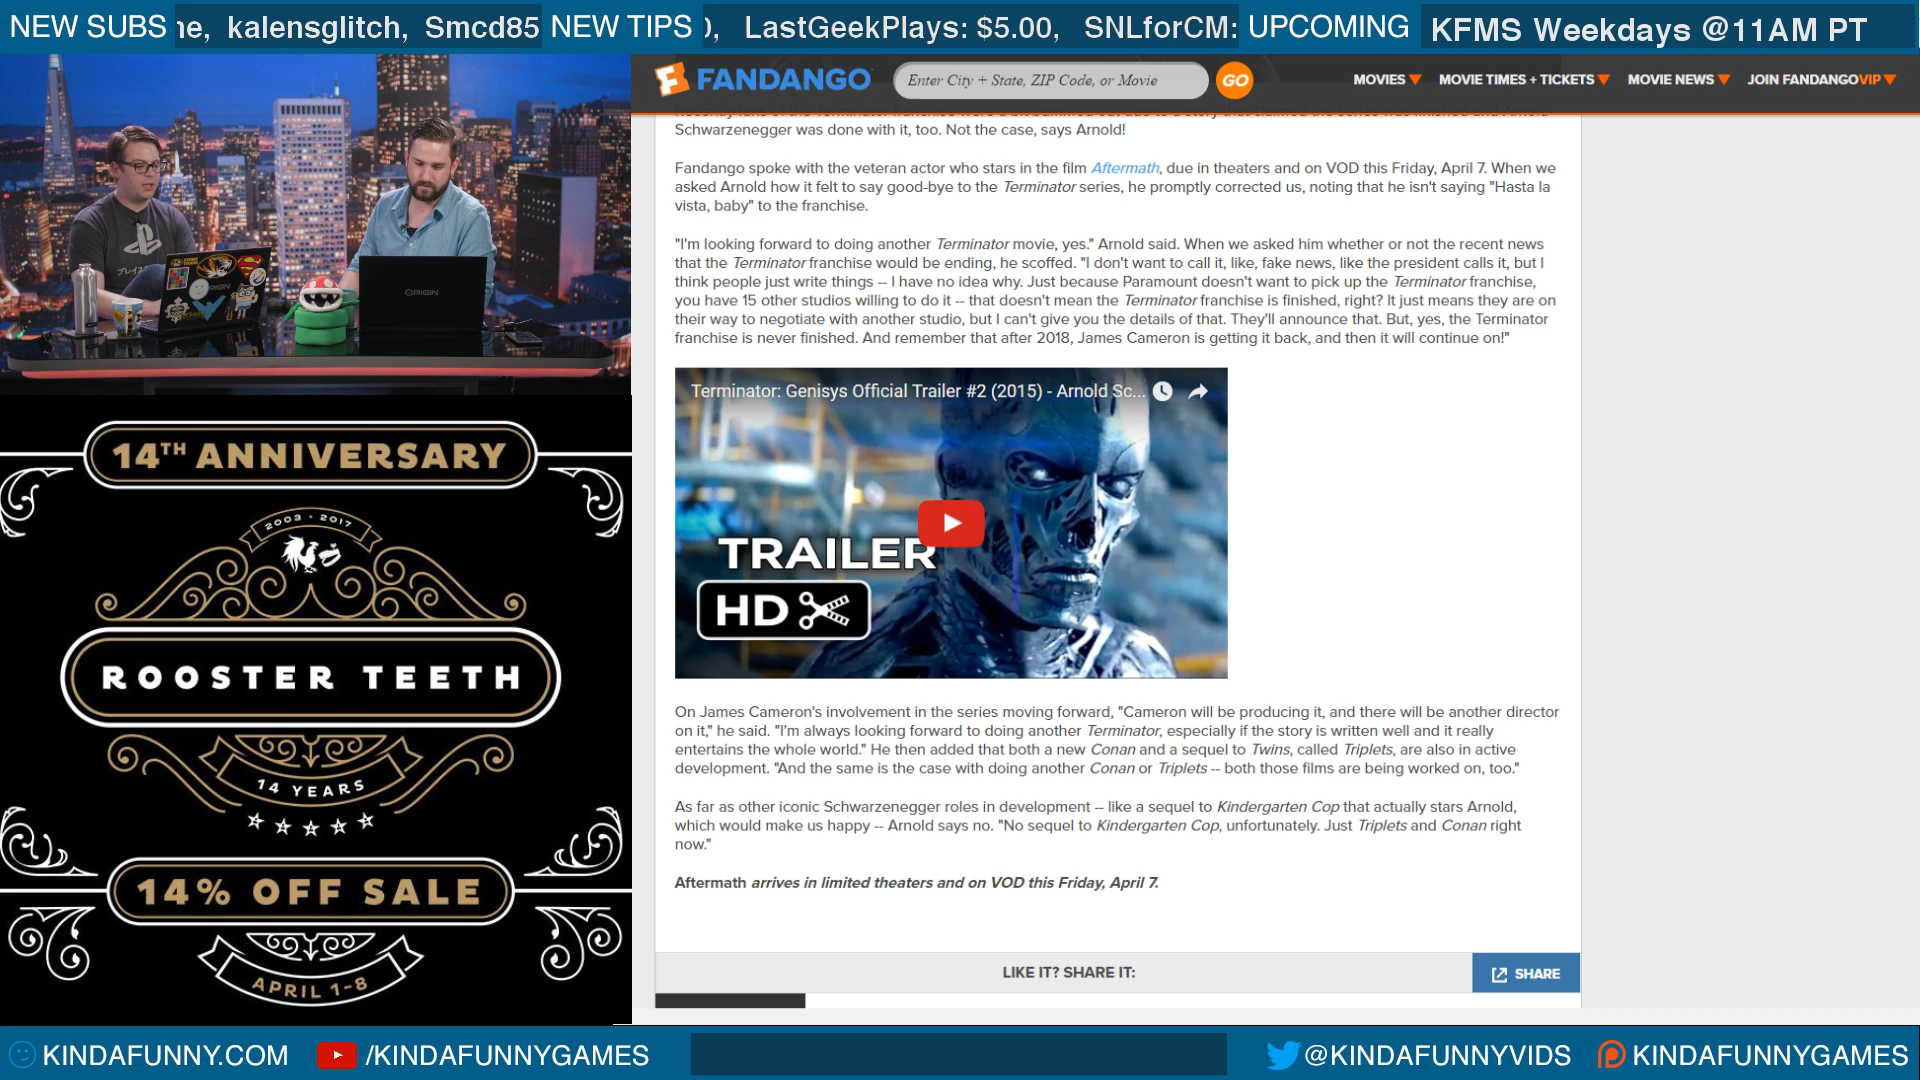 NEW SUBS
ne, kalensglitch, Smcd85
NEW TIPS
LastGeekPlays: $5.00, SNLforCM:
UPCOMING
KFMS Weekdays @11AM PT
FANDANGO
Enter City + State, ZIP Code, or Movie
GO
MOVIES
MOVIE TIMES + TICKETS
MOVIE NEWS
JOIN FANDANGOVIP
Schwarzenegger was done with it, too. Not the case, says Arnold!
Fandango spoke with the veteran actor who stars in the film Aftermath, due in theaters and on VOD this Friday, April 7. When we
asked Arnold how it felt to say good-bye to the Terminator series, he promptly corrected us, noting that he isn't saying "Hasta la
vista, baby" to the franchise.
"I'm looking forward to doing another Terminator movie, yes." Arnold said. When we asked him whether or not the recent news
that the Terminator franchise would be ending, he scoffed. "I don't want to call it, like, fake news, like the president calls it, but I
think people just write things -- I have no idea why. Just because Paramount doesn't want to pick up the Terminator franchise,
you have 15 other studios willing to do it -- that doesn't mean the Terminator franchise is finished, right? It just means they are on
their way to negotiate with another studio, but I can't give you the details of that. They'll announce that. But, yes, the Terminator
franchise is never finished. And remember that after 2018, James Cameron is getting it back, and then it will continue on!"
Terminator: Genisys Official Trailer #2 (2015) - Arnold Sc...
TRAILER
HD
On James Cameron's involvement in the series moving forward, "Cameron will be producing it, and there will be another director
on it," he said. "I'm always looking forward to doing another Terminator, especially if the story is written well and it really
entertains the whole world." He then added that both a new Conan and a sequel to Twins, called Triplets, are also in active
development. "And the same is the case with doing another Conan or Triplets -- both those films are being worked on, too."
As far as other iconic Schwarzenegger roles in development -- like a sequel to Kindergarten Cop that actually stars Arnold,
which would make us happy -- Arnold says no. "No sequel to Kindergarten Cop, unfortunately. Just Triplets and Conan right
now."
Aftermath arrives in limited theaters and on VOD this Friday, April 7.
LIKE IT? SHARE IT:
SHARE
ORIGIN
ORIGIN
14TH ANNIVERSARY
2003 · 2017
ROOSTER TEETH
14 YEARS
14% OFF SALE
APRIL 1-8
KINDAFUNNY.COM
/KINDAFUNNYGAMES
@KINDAFUNNYVIDS
KINDAFUNNYGAMES